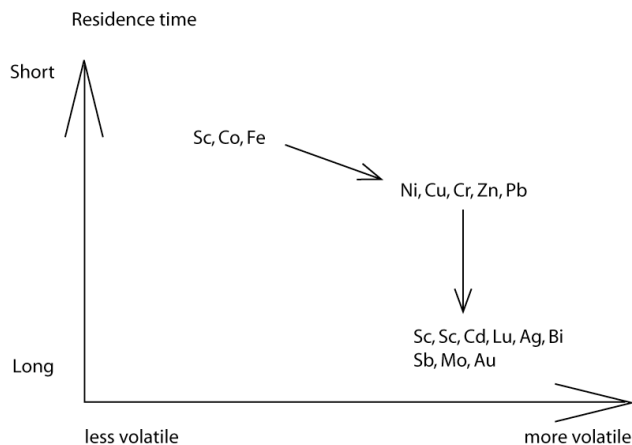 Residence time
Short
Sc, Co, Fe
Ni, Cu, Cr, Zn, Pb
Sc, Sc, Cd, Lu, Ag, Bi
Sb, Mo, Au
Long
less volatile
more volatile